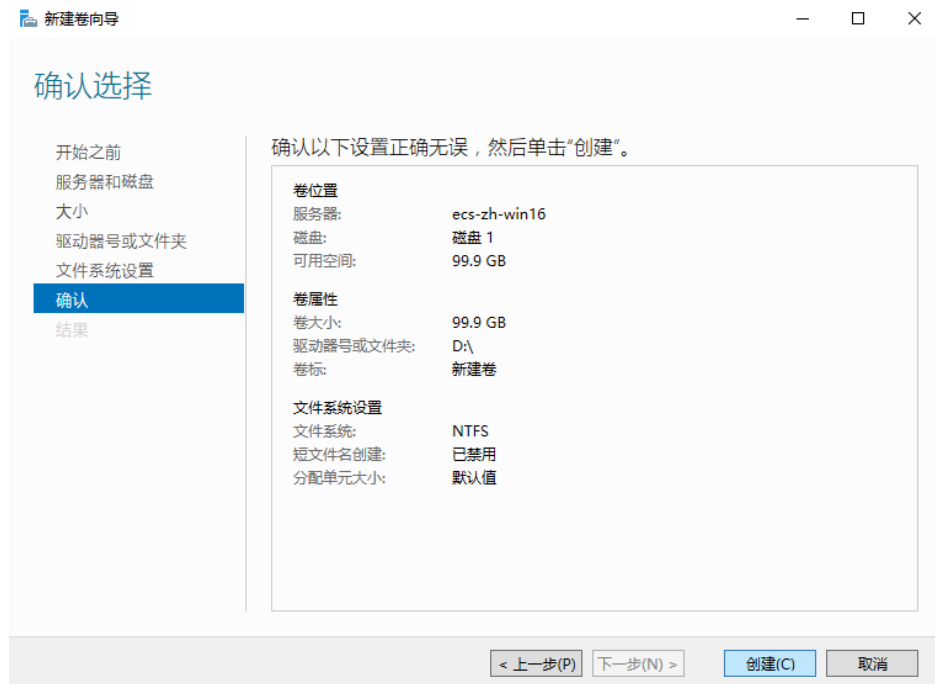 新建卷向导
确认选择
开始之前
服务器和磁盘
大小
驱动器号或文件夹
文件系统设置
确认
结果
确认以下设置正确无误，然后单击“创建”。
卷位置
服务器: ecs-zh-win16
磁盘: 磁盘 1
可用空间: 99.9 GB
卷属性
卷大小: 99.9 GB
驱动器号或文件夹: D:\
卷标: 新建卷
文件系统设置
文件系统: NTFS
短文件名创建: 已禁用
分配单元大小: 默认值
< 上一步(P) 下一步(N) > 创建(C) 取消